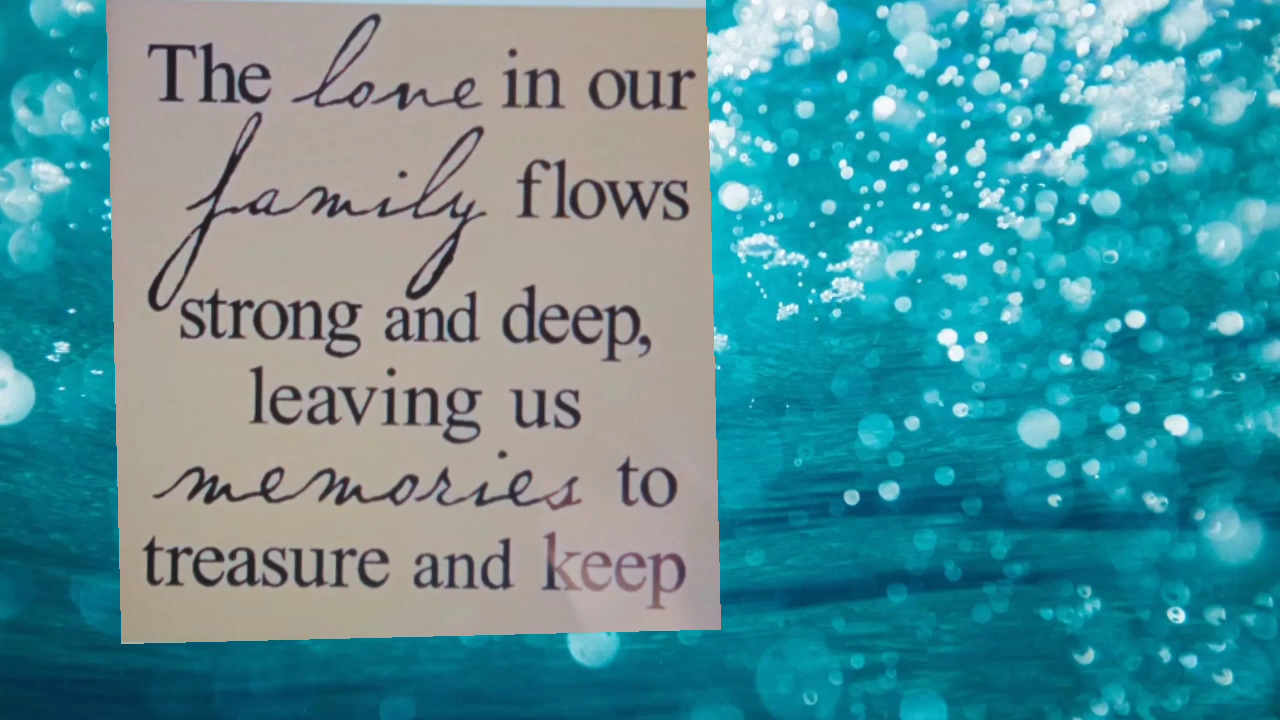 The love in our
family flows
strong and deep,
leaving us
memories to
treasure and keep